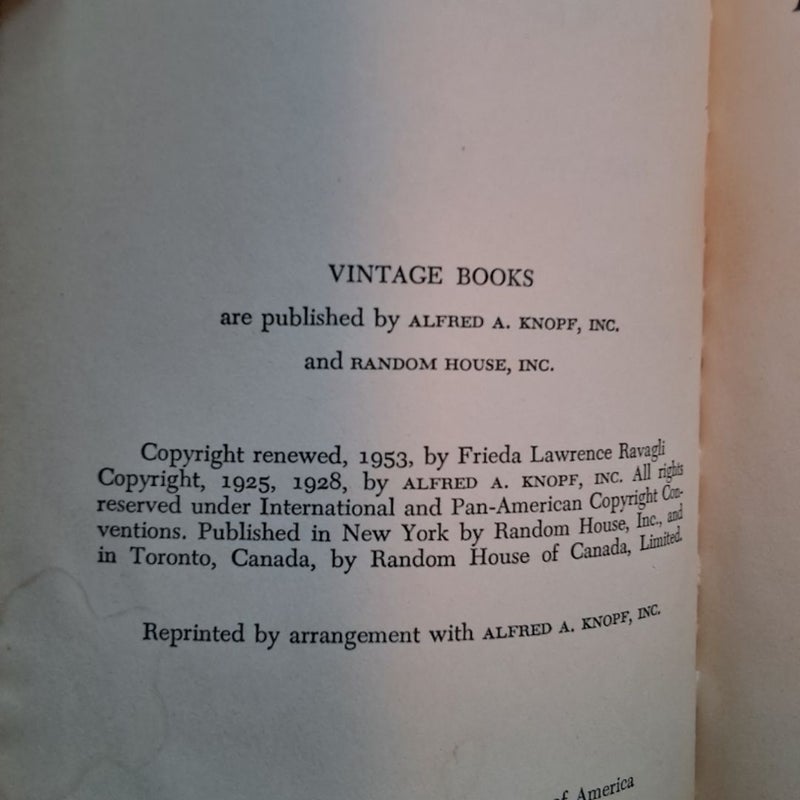 VINTAGE BOOKS
are published by ALFRED A. KNOPF, INC.
and RANDOM HOUSE, INC.
Copyright renewed, 1953, by Frieda Lawrence Ravagli
Copyright, 1925, 1928, by ALFRED A. KNOPF, INC. All rights
reserved under International and Pan-American Copyright Con-
ventions. Published in New York by Random House, Inc., and
in Toronto, Canada, by Random House of Canada, Limited.
Reprinted by arrangement with ALFRED A. KNOPF, INC.
of America